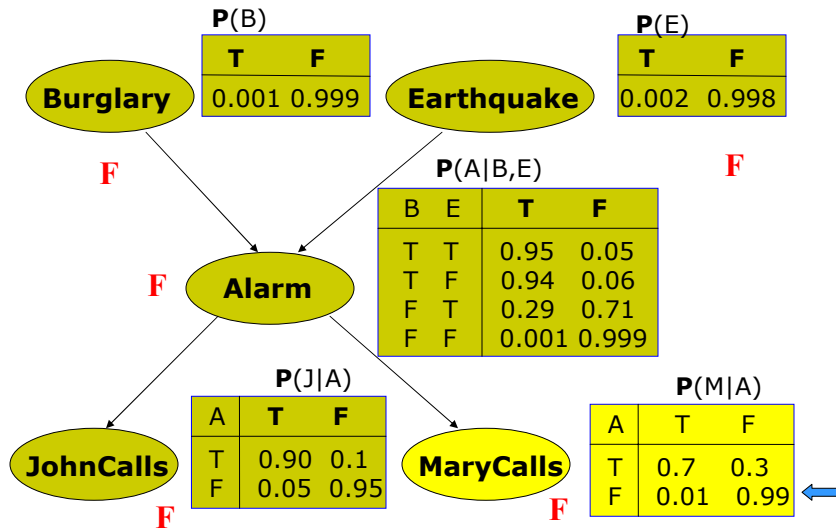 P(B)
T F
0.001 0.999
Burglary
P(E)
T F
0.002 0.998
Earthquake
F
F
P(A|B,E)
B E T F
T T 0.95 0.05
T F 0.94 0.06
F T 0.29 0.71
F F 0.001 0.999
F
Alarm
P(J|A)
A T F
T 0.90 0.1
F 0.05 0.95
JohnCalls
F
P(M|A)
A T F
T 0.7 0.3
F 0.01 0.99
MaryCalls
F